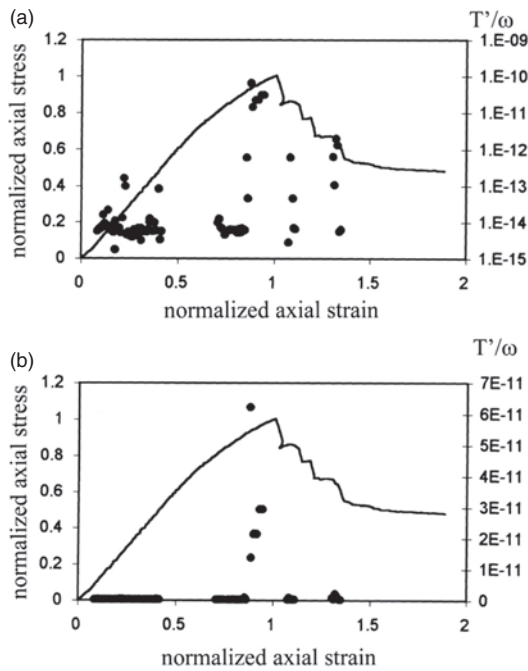 (a)
T'/ω
normalized axial stress
1.2
1
0.8
0.6
0.4
0.2
0
1.E-09
1.E-10
1.E-11
1.E-12
1.E-13
1.E-14
1.E-15
0 0.5 1 1.5 2
normalized axial strain
(b)
T'/ω
normalized axial stress
1.2
1
0.8
0.6
0.4
0.2
0
7E-11
6E-11
5E-11
4E-11
3E-11
2E-11
1E-11
0
0 0.5 1 1.5 2
normalized axial strain